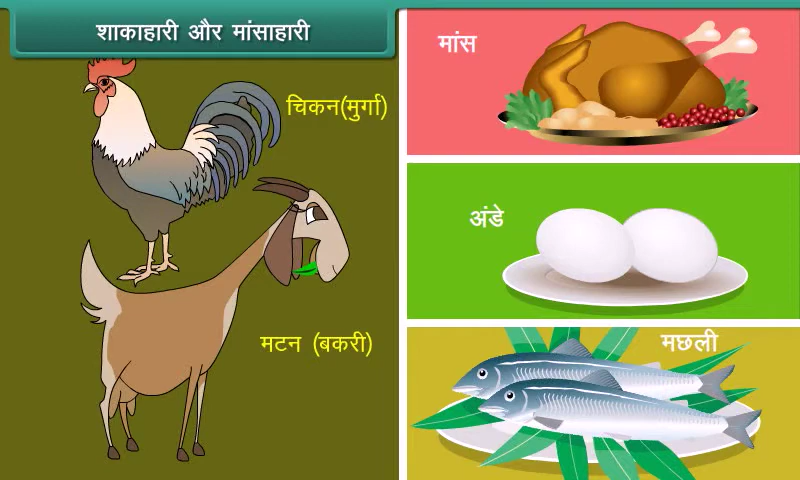 शाकाहारी और मांसाहारी
चिकन(मुर्गा)
मटन (बकरी)
मांस
अंडे
मछली